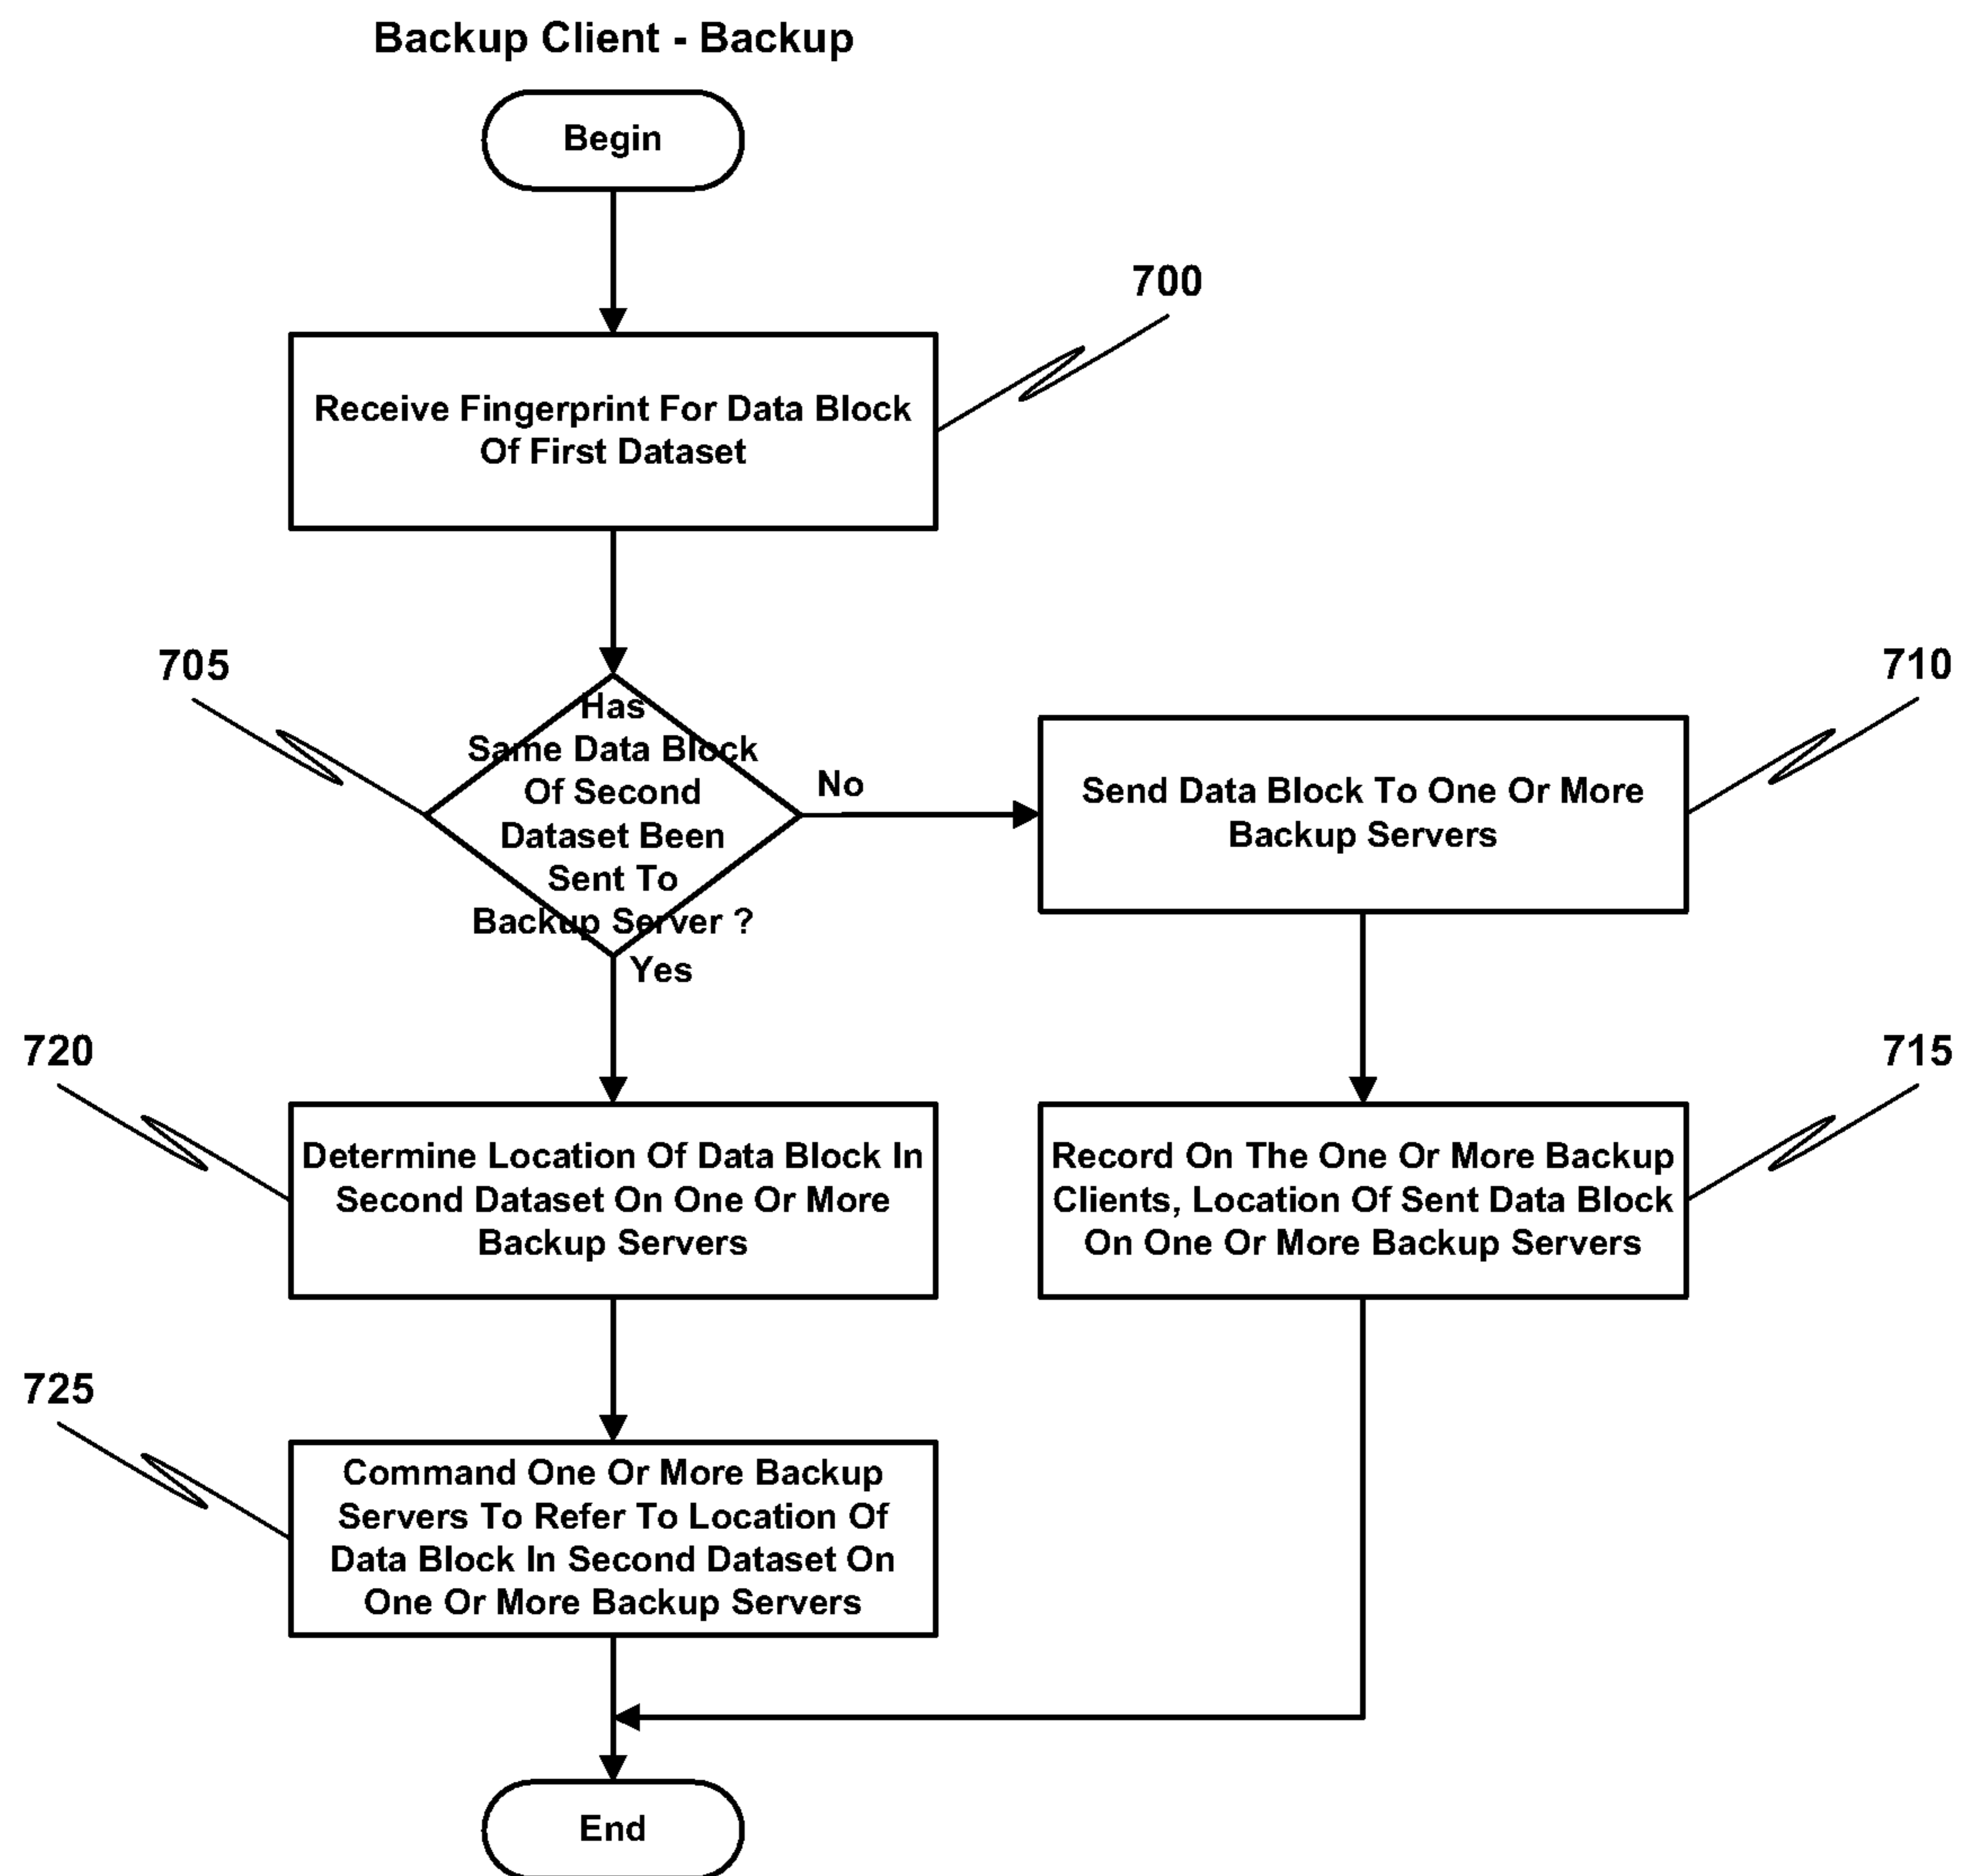 Backup Client - Backup
Begin
700
Receive Fingerprint For Data Block
Of First Dataset
705
Has
Same Data Block
Of Second
Dataset Been
Sent To
Backup Server ?
No
Yes
710
Send Data Block To One Or More
Backup Servers
720
Determine Location Of Data Block In
Second Dataset On One Or More
Backup Servers
715
Record On The One Or More Backup
Clients, Location Of Sent Data Block
On One Or More Backup Servers
725
Command One Or More Backup
Servers To Refer To Location Of
Data Block In Second Dataset On
One Or More Backup Servers
End